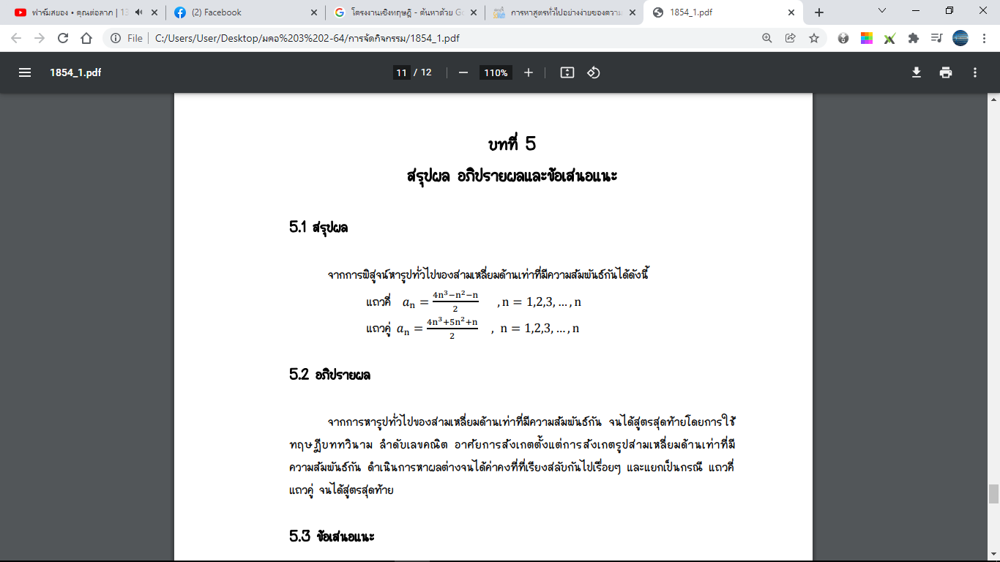 ฟาร์มสยอง • คุณต่อลาภ | 13
(2) Facebook
โครงงานเชิงทฤษฎี - ค้นหาด้วย Go
การหาสูตรทั่วไปอย่างง่ายของความ
1854_1.pdf
File | C:/Users/User/Desktop/มคอ%203%202-64/การจัดกิจกรรม/1854_1.pdf
1854_1.pdf
11 / 12
110%
บทที่ 5
สรุปผล อภิปรายผลและข้อเสนอแนะ
5.1 สรุปผล
จากการพิสูจน์หารูปทั่วไปของสามเหลี่ยมด้านเท่าที่มีความสัมพันธ์กันได้ดังนี้
แถวคี่ aₙ = (4n³−n²−n)/2 , n = 1,2,3, … , n
แถวคู่ aₙ = (4n³+5n²+n)/2 , n = 1,2,3, … , n
5.2 อภิปรายผล
จากการหารูปทั่วไปของสามเหลี่ยมด้านเท่าที่มีความสัมพันธ์กัน จนได้สูตรสุดท้ายโดยการใช้
ทฤษฎีบททวินาม ลำดับเลขคณิต อาศัยการสังเกตตั้งแต่การสังเกตรูปสามเหลี่ยมด้านเท่าที่มี
ความสัมพันธ์กัน ดำเนินการหาผลต่างจนได้ค่าคงที่ที่เรียงสลับกันไปเรื่อยๆ และแยกเป็นกรณี แถวคี่
แถวคู่ จนได้สูตรสุดท้าย
5.3 ข้อเสนอแนะ